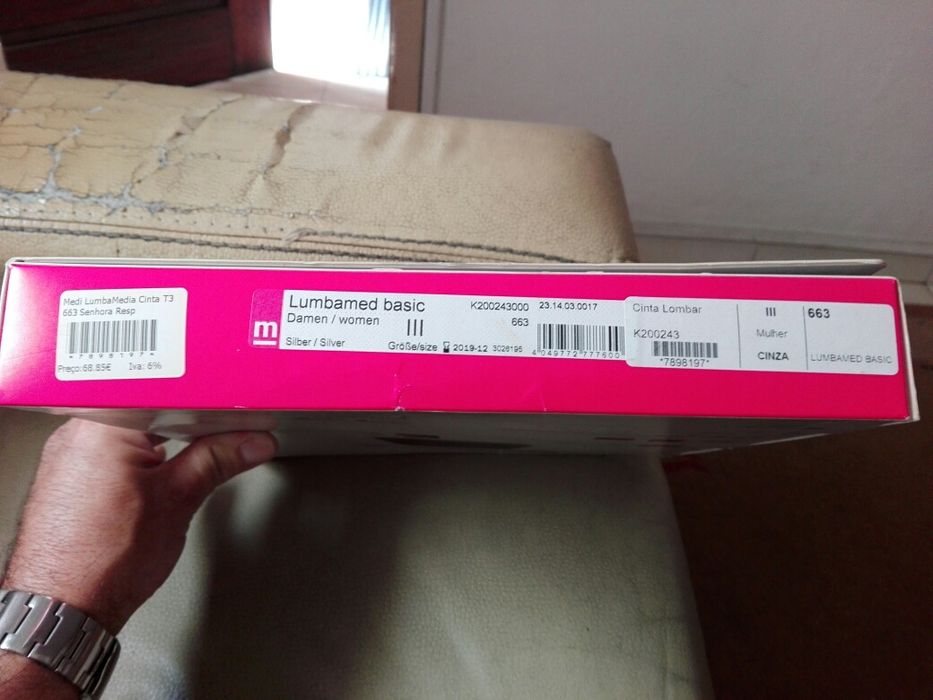 Medi LumbaMedia Cinta T3
663 Senhora Resp
*7898197*
Preço:68.85€ Iva: 6%
m
Lumbamed basic
Damen / women
III
Silber / Silver
Größe/size
K200243000
663
2019-12 3026195
23.14.03.0017
4 049772 777600
Cinta Lombar
K200243
*7898197*
III
Mulher
CINZA
663
LUMBAMED BASIC